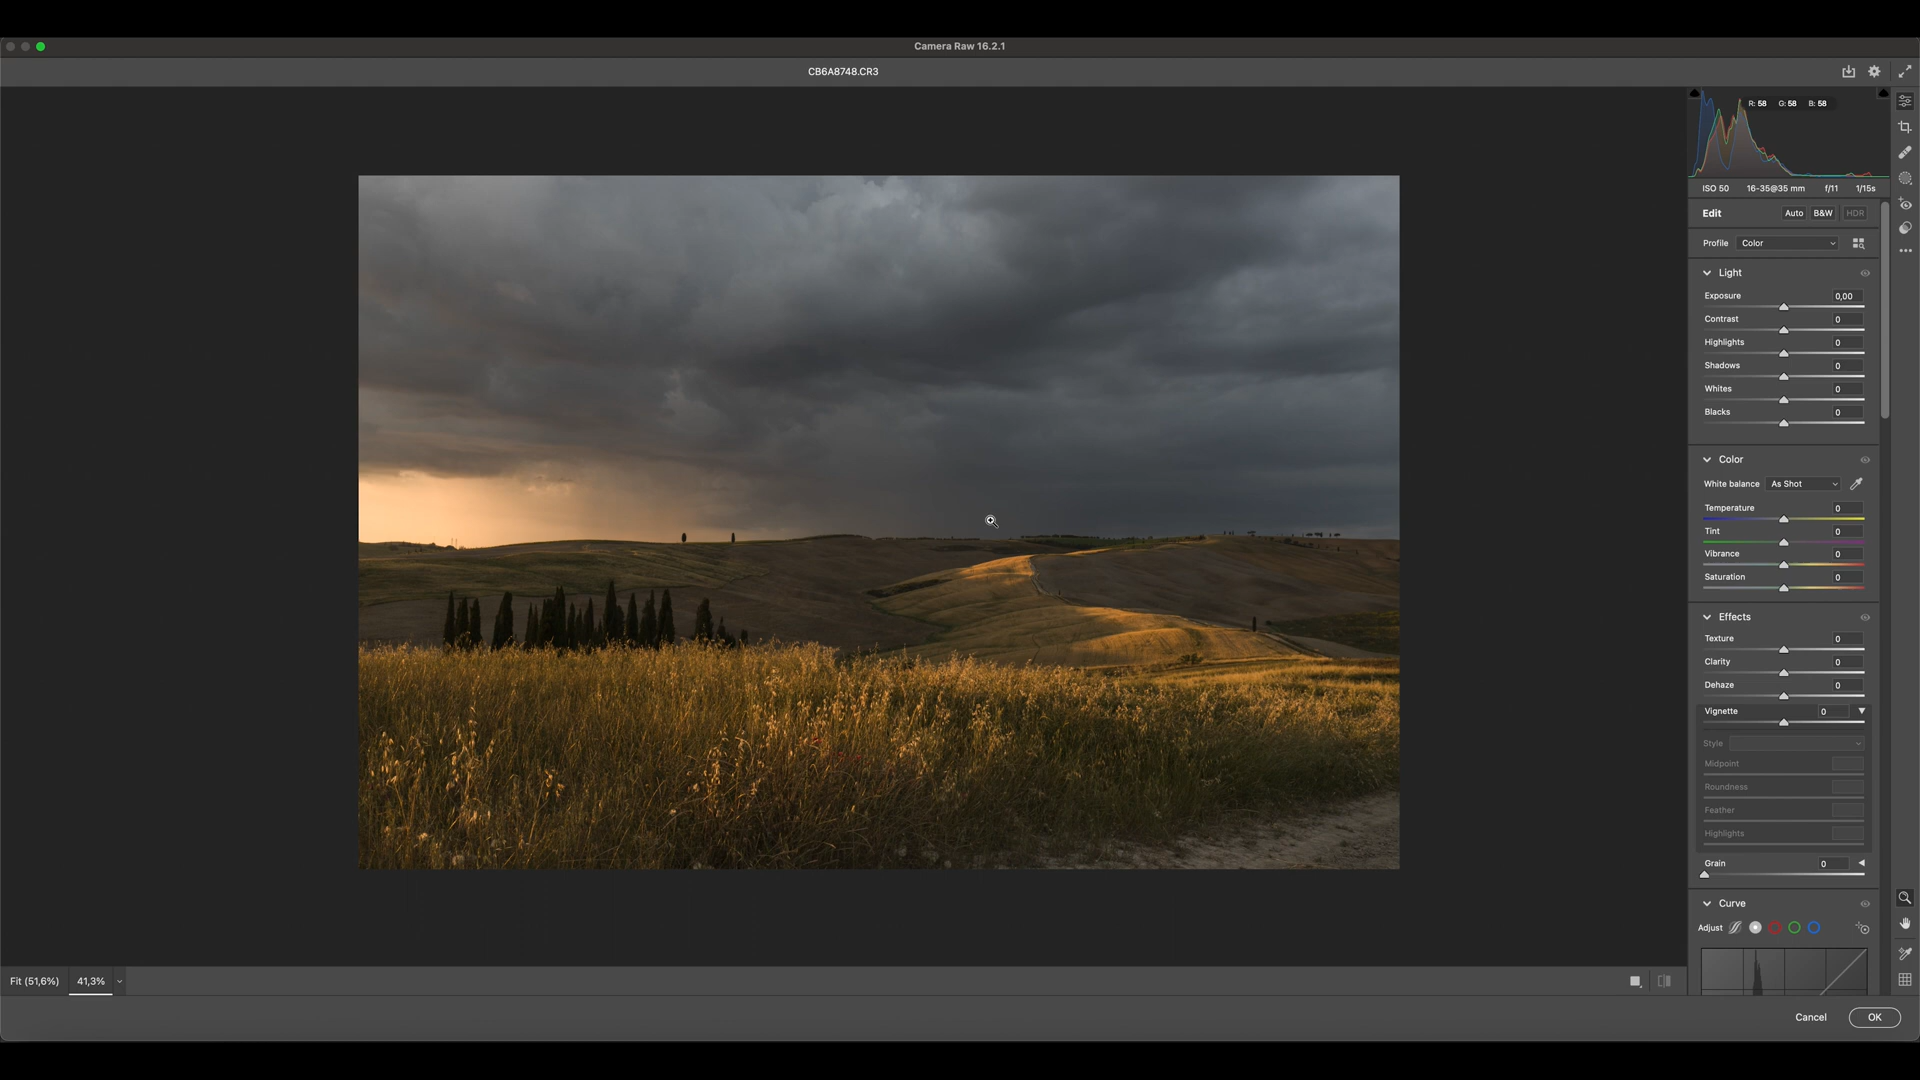 Camera Raw 16.2.1
CB6A8748.CR3
R: 58 G: 58 B: 58
ISO 50 16-35@35 mm f/11 1/15s
Edit Auto B&W HDR
Profile Color
Light
Exposure 0,00
Contrast 0
Highlights 0
Shadows 0
Whites 0
Blacks 0
Color
White balance As Shot
Temperature 0
Tint 0
Vibrance 0
Saturation 0
Effects
Texture 0
Clarity 0
Dehaze 0
Vignette 0
Style
Midpoint
Roundness
Feather
Highlights
Grain 0
Curve
Adjust
Fit (51,6%) 41,3%
Cancel OK